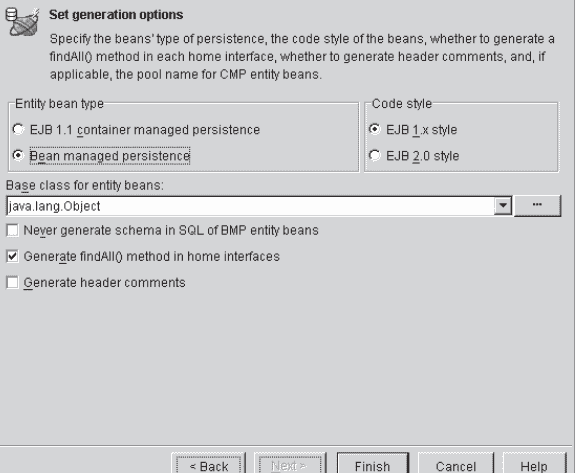 Set generation options
Specify the beans' type of persistence, the code style of the beans, whether to generate a
findAll() method in each home interface, whether to generate header comments, and, if
applicable, the pool name for CMP entity beans.
Entity bean type
Code style
EJB 1.1 container managed persistence
EJB 1.x style
Bean managed persistence
EJB 2.0 style
Base class for entity beans:
java.lang.Object
...
Never generate schema in SQL of BMP entity beans
Generate findAll() method in home interfaces
Generate header comments
< Back
Next >
Finish
Cancel
Help